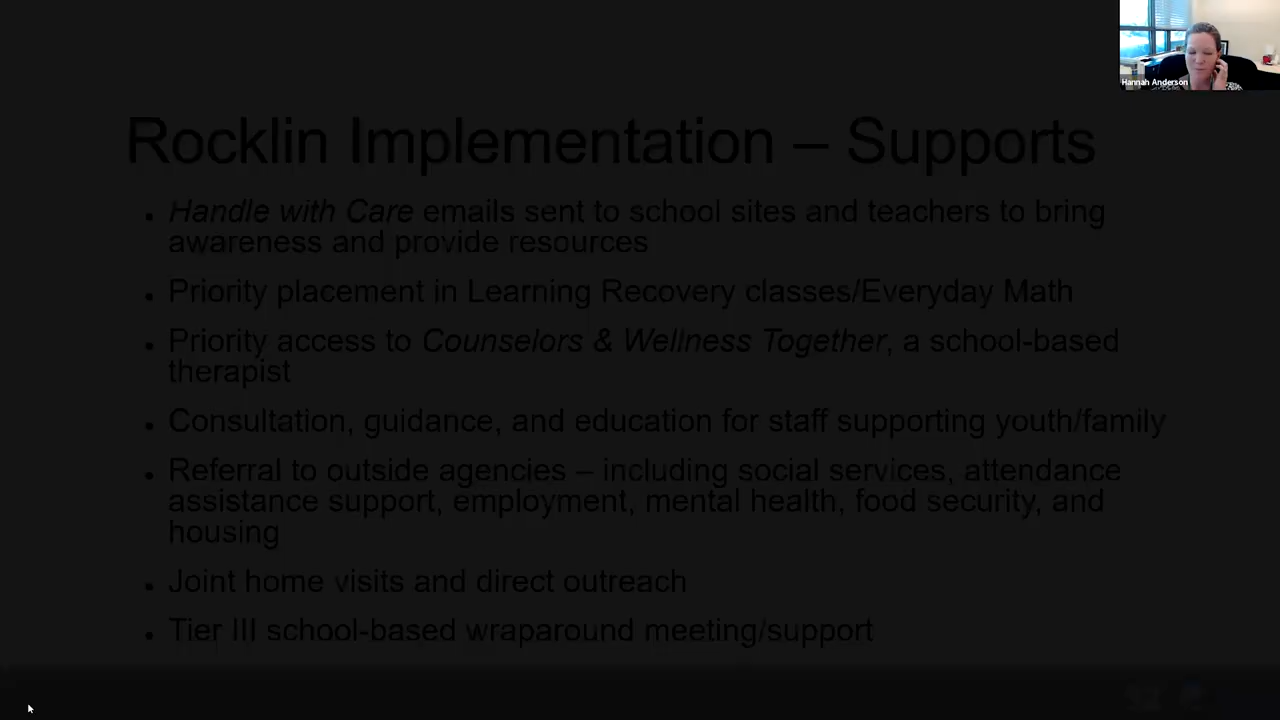 Hannah Anderson
Rocklin Implementation – Supports
Handle with Care emails sent to school sites and teachers to bring
awareness and provide resources
Priority placement in Learning Recovery classes/Everyday Math
Priority access to Counselors & Wellness Together, a school-based
therapist
Consultation, guidance, and education for staff supporting youth/family
Referral to outside agencies – including social services, attendance
assistance support, employment, mental health, food security, and
housing
Joint home visits and direct outreach
Tier III school-based wraparound meeting/support